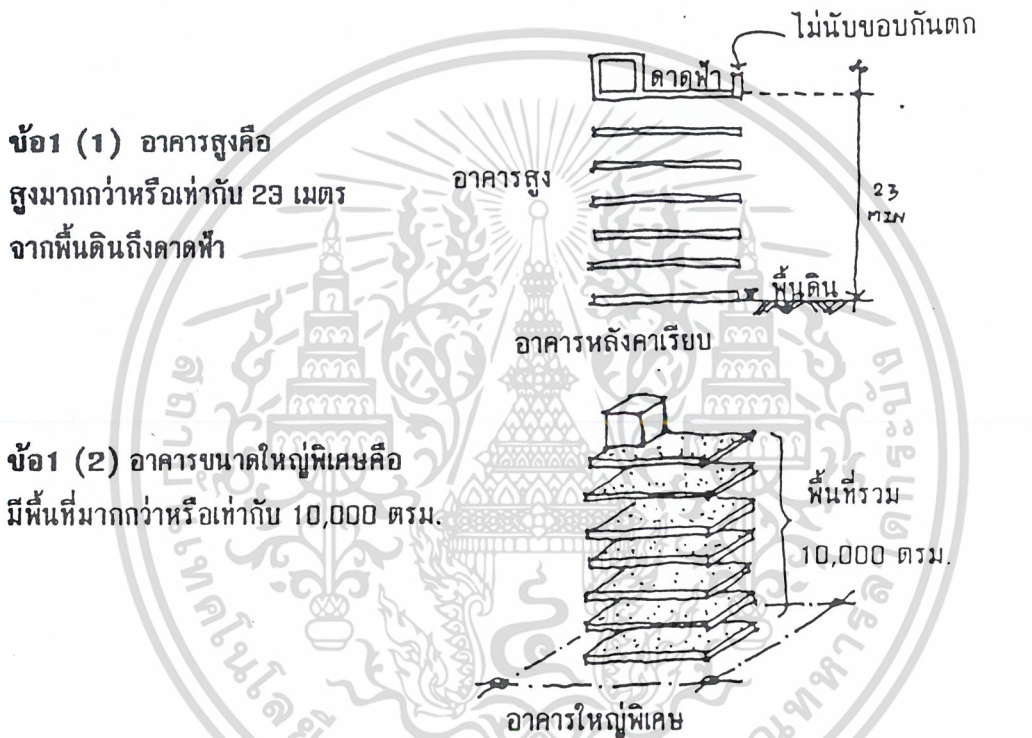 ไม่นับขอบกันตก
ดาดฟ้า
ข้อ1 (1) อาคารสูงคือ
สูงมากกว่าหรือเท่ากับ 23 เมตร
จากพื้นดินถึงดาดฟ้า
อาคารสูง
23
MIN
พื้นดิน
อาคารหลังคาเรียบ
ข้อ1 (2) อาคารขนาดใหญ่พิเศษคือ
มีพื้นที่มากกว่าหรือเท่ากับ 10,000 ตรม.
พื้นที่รวม
10,000 ตรม.
อาคารใหญ่พิเศษ